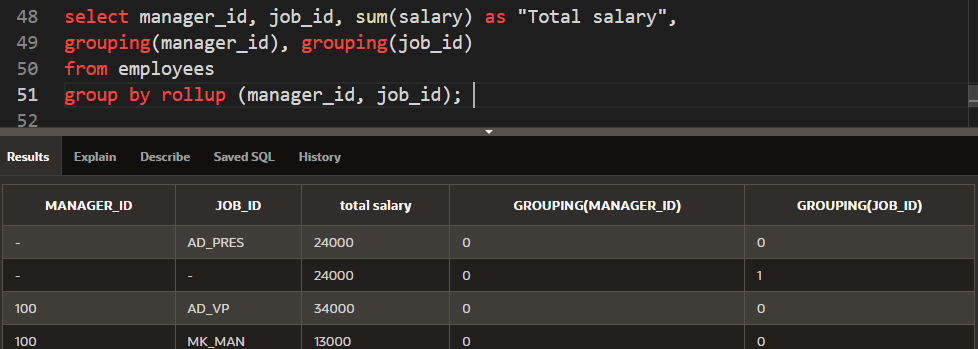 48 select manager_id, job_id, sum(salary) as "Total salary",
49 grouping(manager_id), grouping(job_id)
50 from employees
51 group by rollup (manager_id, job_id);
52
Results Explain Describe Saved SQL History
MANAGER_ID JOB_ID total salary GROUPING(MANAGER_ID) GROUPING(JOB_ID)
- AD_PRES 24000 0 0
- - 24000 0 1
100 AD_VP 34000 0 0
100 MK_MAN 13000 0 0